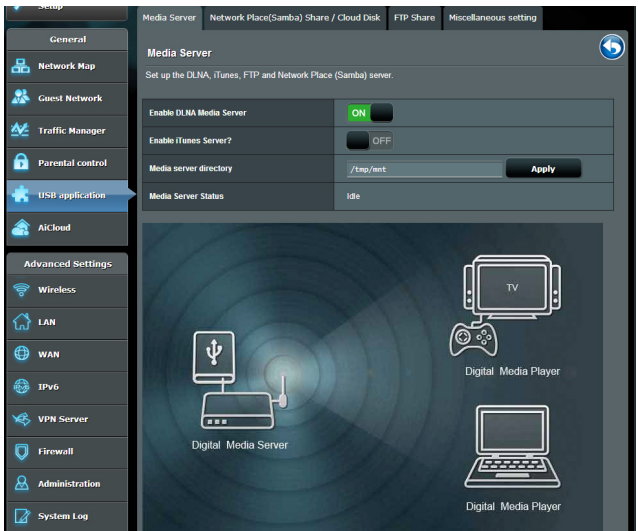 Setup
General
Network Map
Guest Network
Traffic Manager
Parental control
USB application
AiCloud
Advanced Settings
Wireless
LAN
WAN
IPv6
VPN Server
Firewall
Administration
System Log
Media Server
Network Place(Samba) Share / Cloud Disk
FTP Share
Miscellaneous setting
Media Server
Set up the DLNA, iTunes, FTP and Network Place (Samba) server.
Enable DLNA Media Server
ON
Enable iTunes Server?
OFF
Media server directory
/tmp/mnt
Apply
Media Server Status
Idle
TV
Digital Media Player
Digital Media Server
Digital Media Player